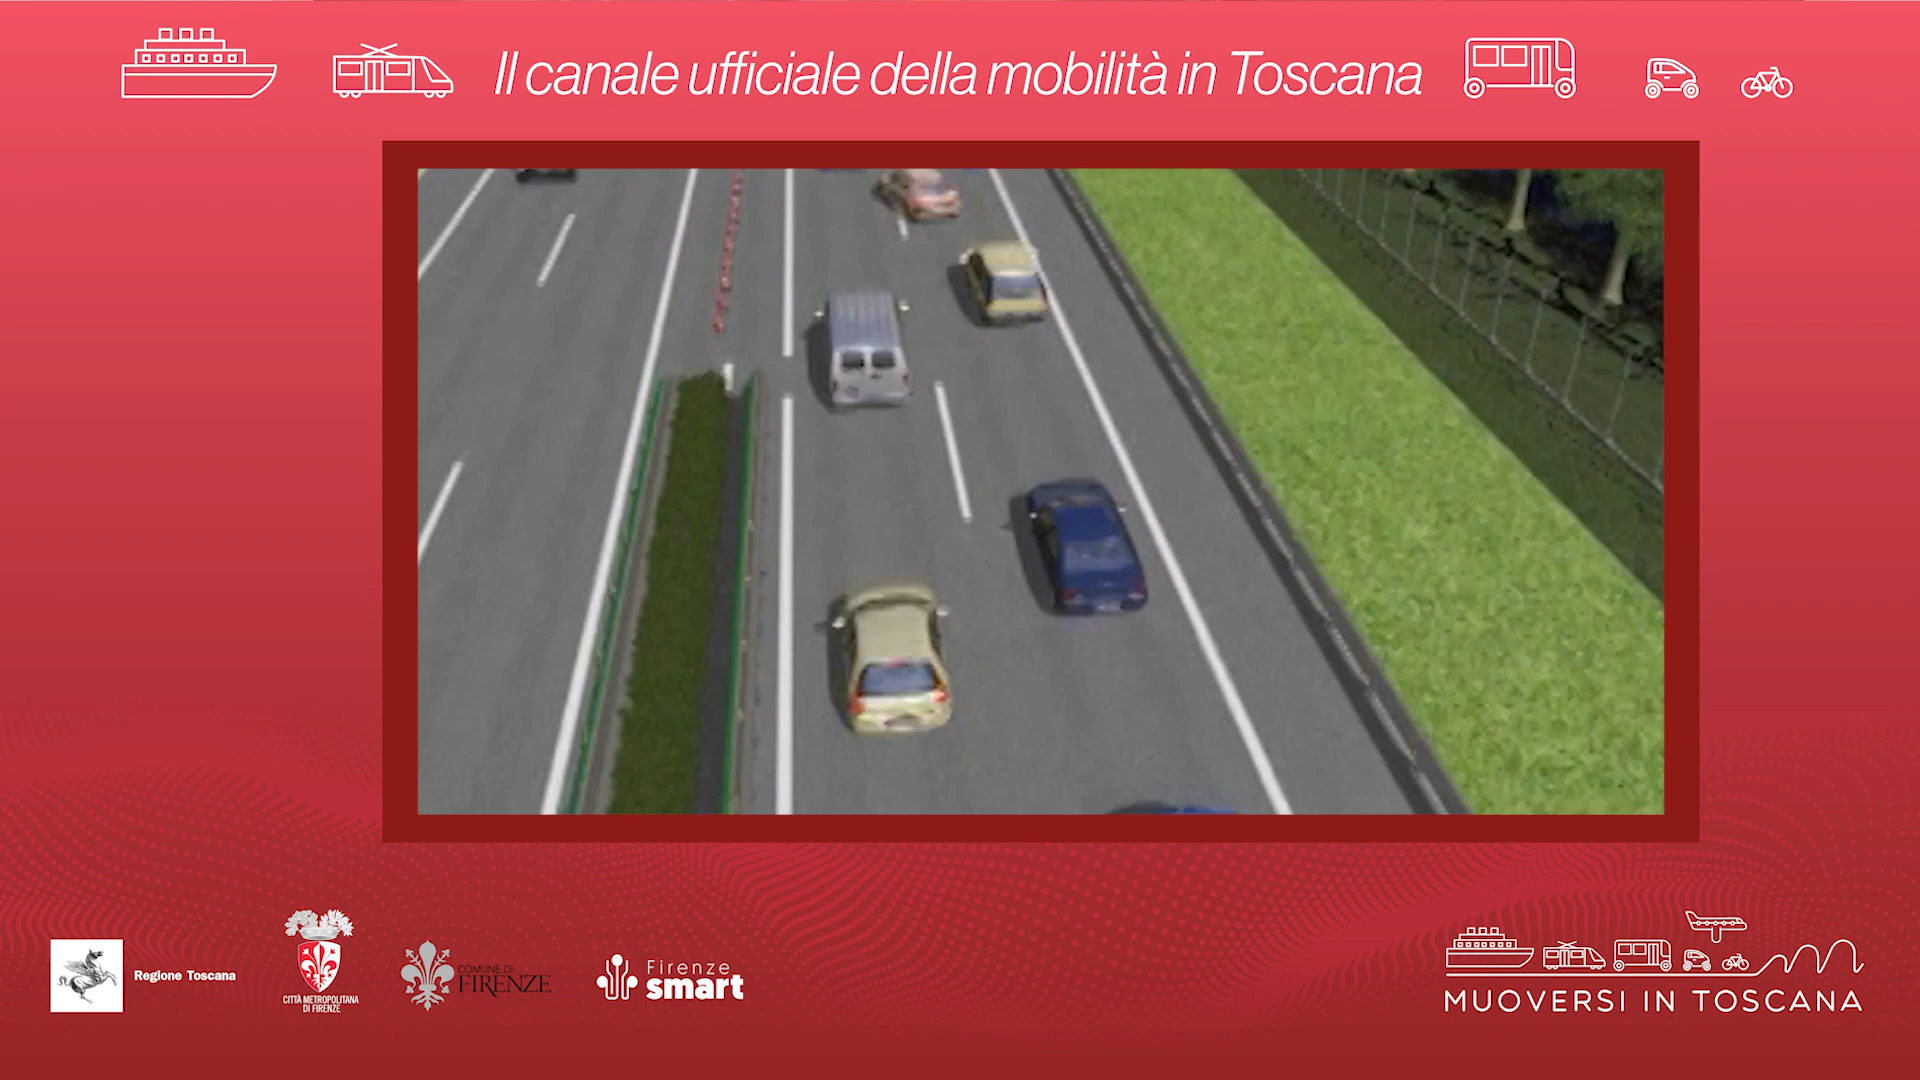 Il canale ufficiale della mobilità in Toscana
Regione Toscana
CITTÀ METROPOLITANA
DI FIRENZE
COMUNE DI
FIRENZE
Firenze
smart
MUOVERSI IN TOSCANA